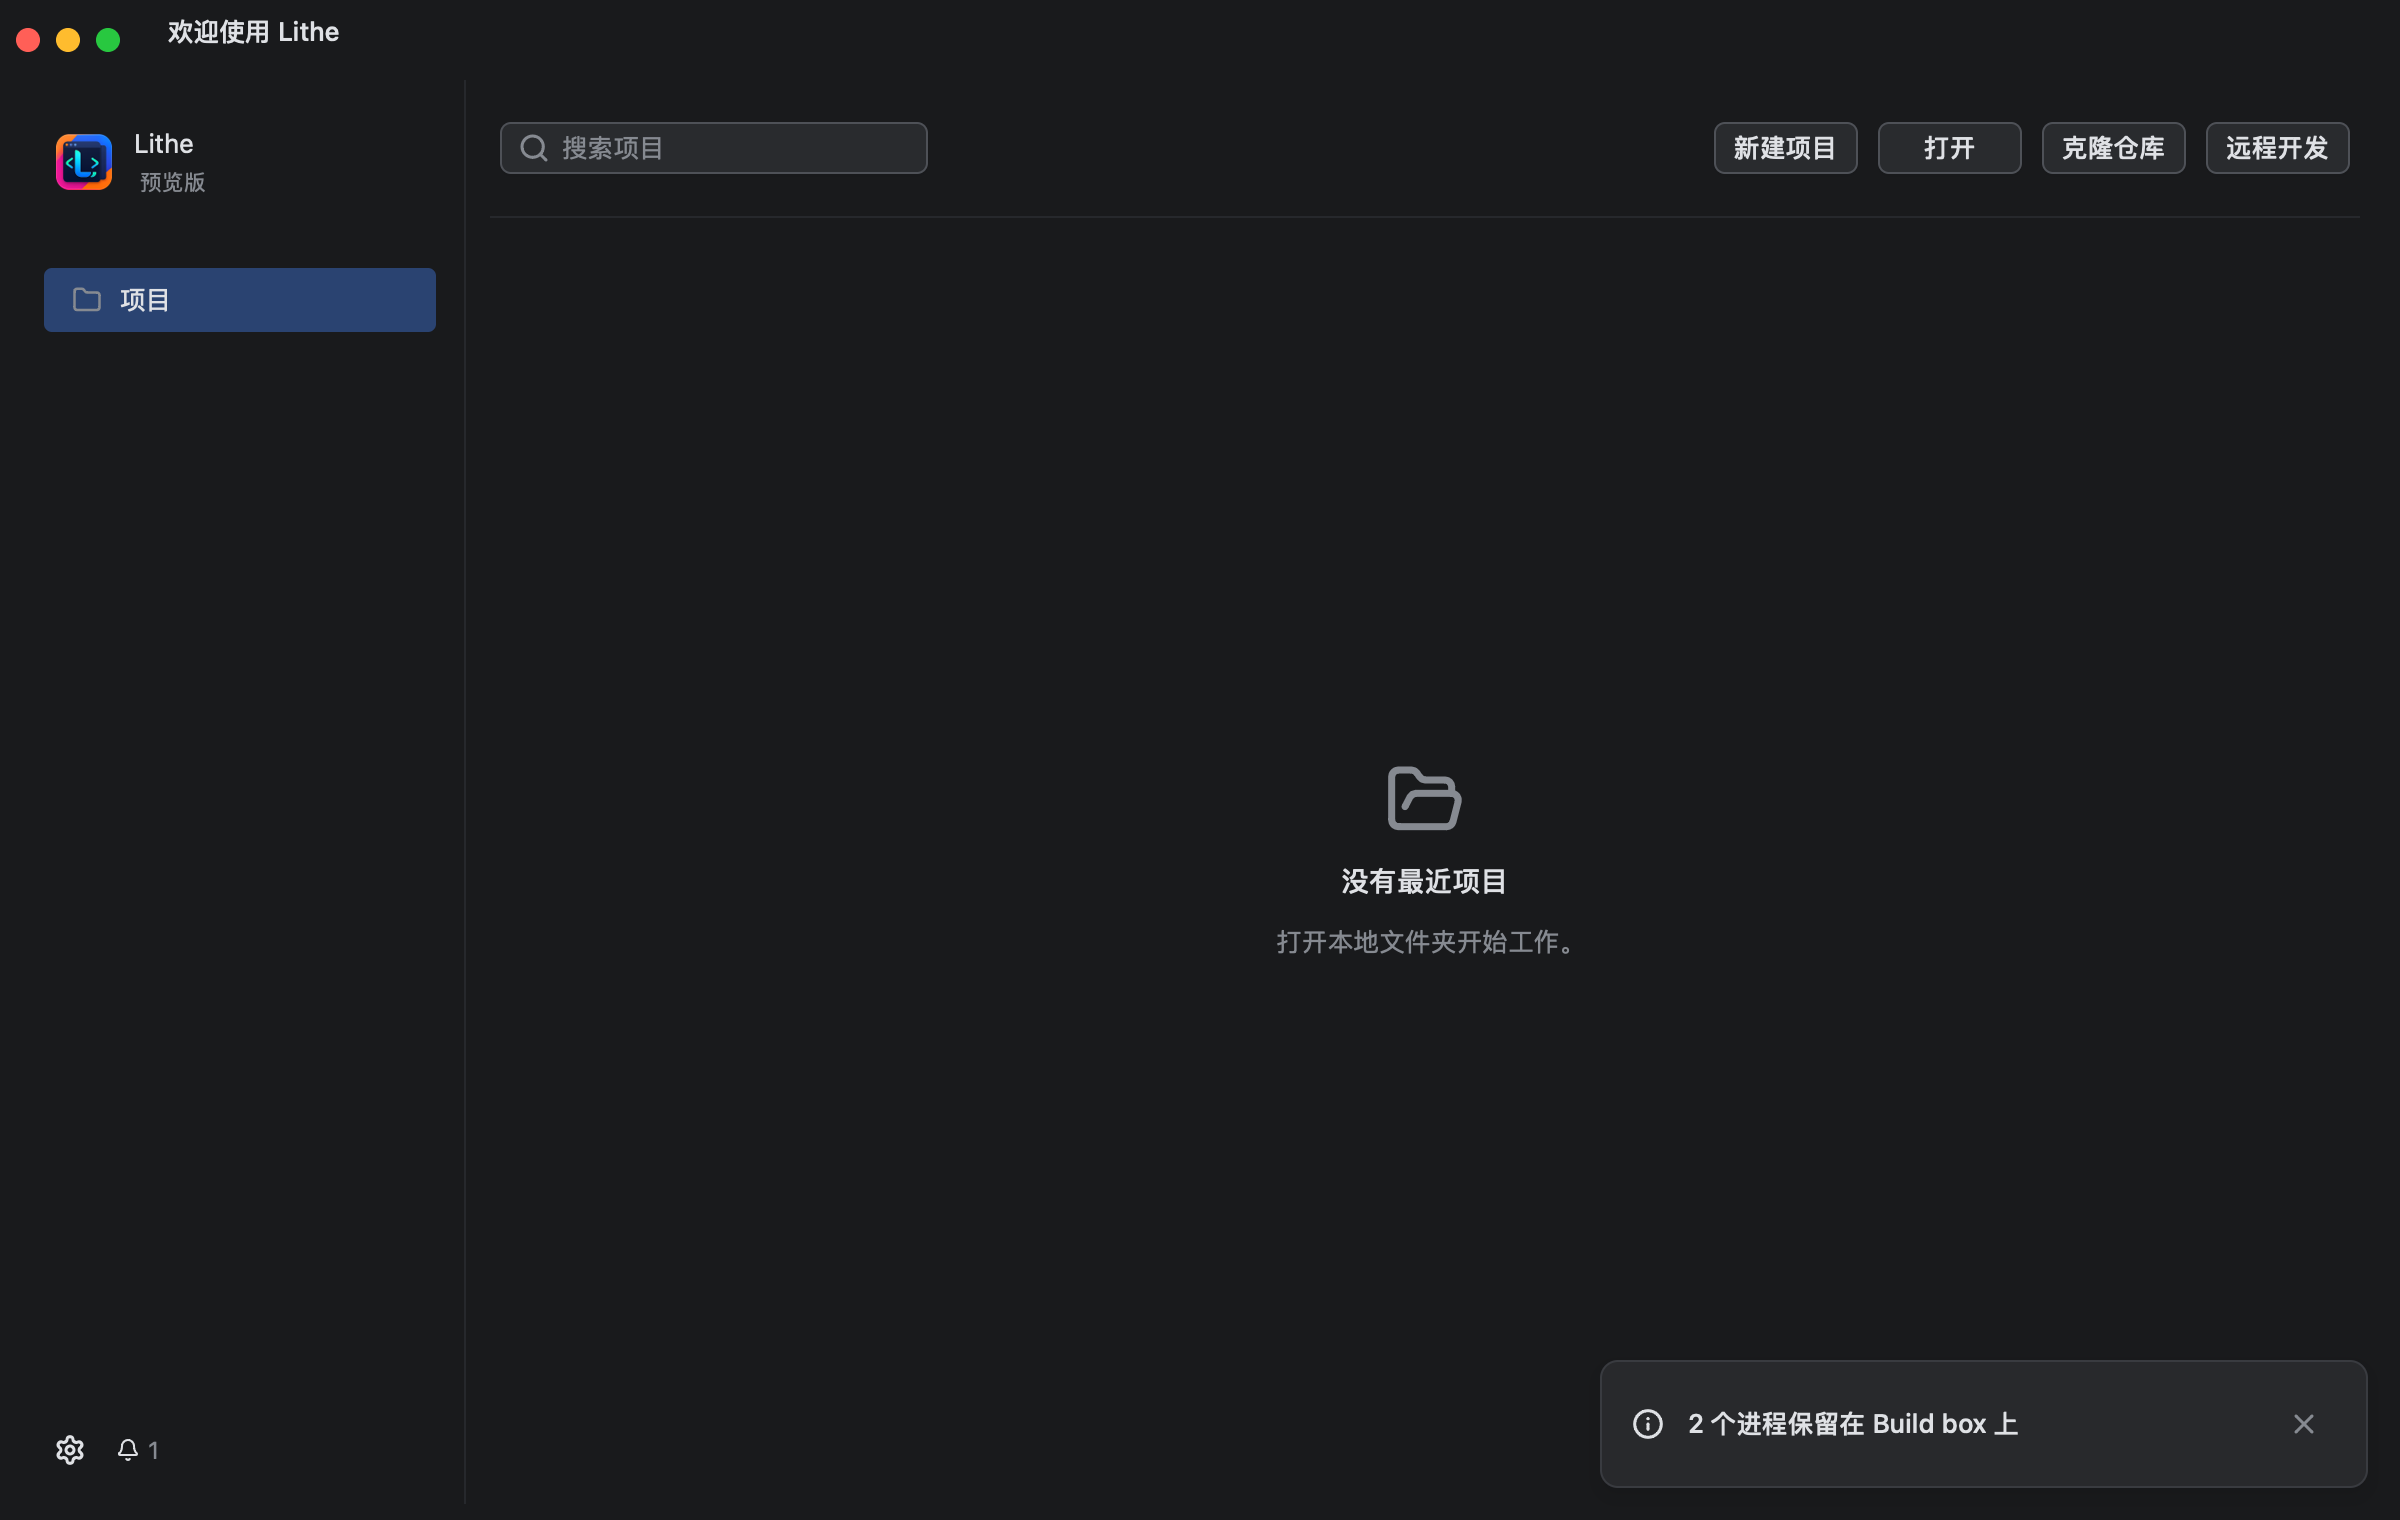 欢迎使用 Lithe
Lithe
预览版
项目
搜索项目
新建项目
打开
克隆仓库
远程开发
没有最近项目
打开本地文件夹开始工作。
2 个进程保留在 Build box 上
1